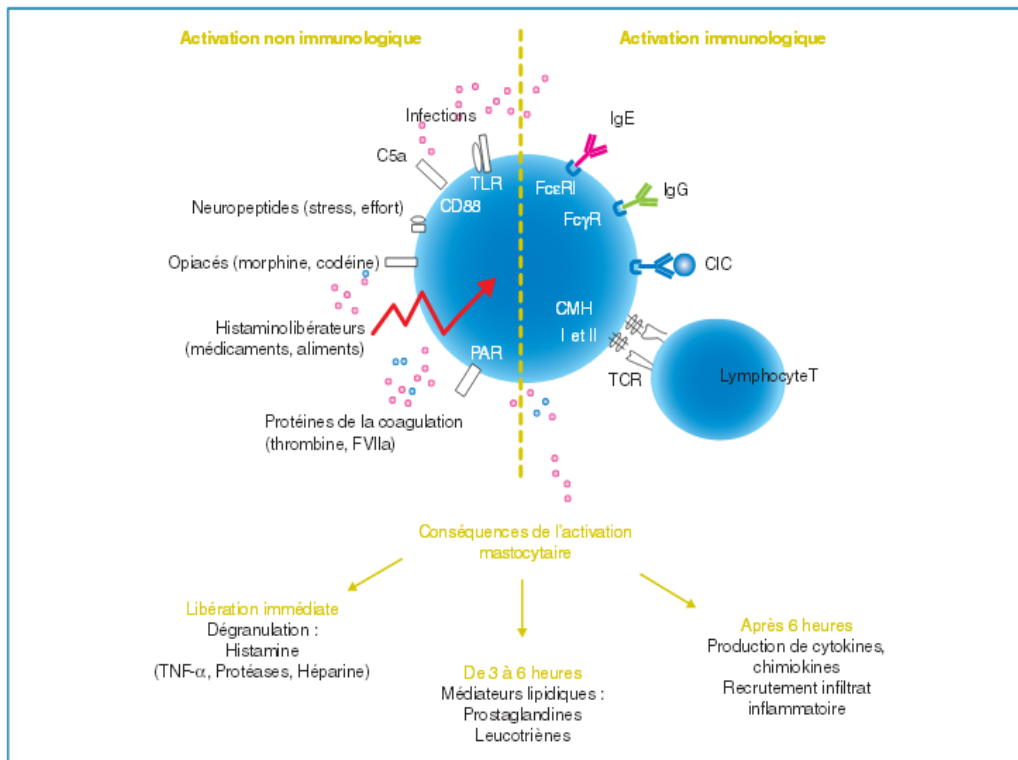 Activation non immunologique
Activation immunologique
Infections
IgE
C5a
TLR
FcεRI
CD88
IgG
FcγR
Neuropeptides (stress, effort)
Opiacés (morphine, codéine)
CIC
Histaminolibérateurs
(médicaments, aliments)
CMH
I et II
PAR
TCR
LymphocyteT
Protéines de la coagulation
(thrombine, FVIIa)
Conséquences de l'activation
mastocytaire
Libération immédiate
Dégranulation :
Histamine
(TNF-α, Protéases, Héparine)
De 3 à 6 heures
Médiateurs lipidiques :
Prostaglandines
Leucotriènes
Après 6 heures
Production de cytokines,
chimiokines
Recrutement infiltrat
inflammatoire